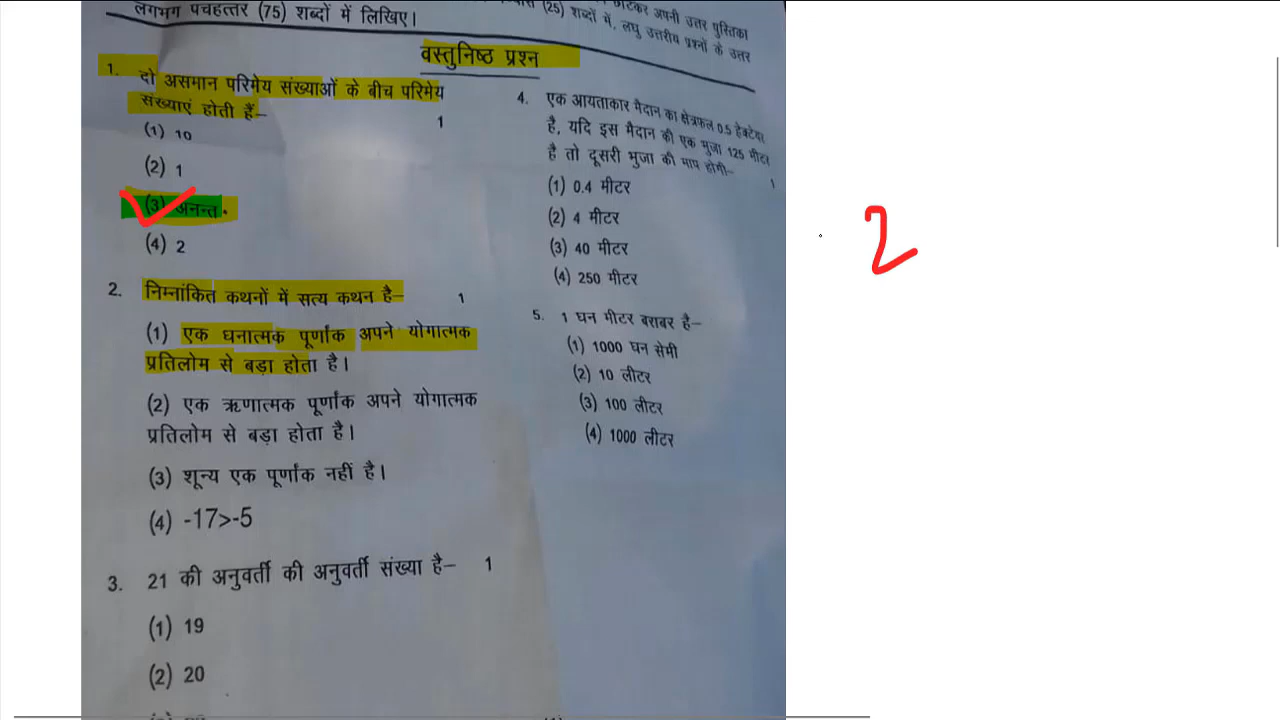 लगभग पचहत्तर (75) शब्दों में लिखिए।
(25) शब्दों में, लघु उत्तरीय प्रश्नों के उत्तर
छांटकर अपनी उत्तर पुस्तिका
वस्तुनिष्ठ प्रश्न
1. दो असमान परिमेय संख्याओं के बीच परिमेय
संख्याएं होती हैं– 1
(1) 10
(2) 1
(3) अनन्त
(4) 2
2. निम्नांकित कथनों में सत्य कथन है– 1
(1) एक घनात्मक पूर्णांक अपने योगात्मक
प्रतिलोम से बड़ा होता है।
(2) एक ऋणात्मक पूर्णांक अपने योगात्मक
प्रतिलोम से बड़ा होता है।
(3) शून्य एक पूर्णांक नहीं है।
(4) -17>-5
3. 21 की अनुवर्ती की अनुवर्ती संख्या है– 1
(1) 19
(2) 20
4. एक आयताकार मैदान का क्षेत्रफल 0.5 हेक्टेयर
है, यदि इस मैदान की एक भुजा 125 मीटर
है तो दूसरी भुजा की माप होगी– 1
(1) 0.4 मीटर
(2) 4 मीटर
(3) 40 मीटर
(4) 250 मीटर
5. 1 घन मीटर बराबर है–
(1) 1000 घन सेमी
(2) 10 लीटर
(3) 100 लीटर
(4) 1000 लीटर
2